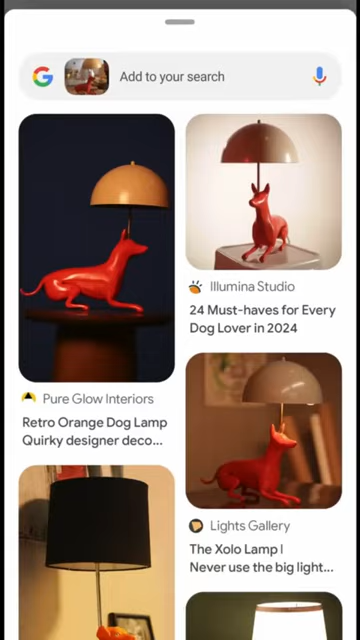 Add to your search
Illumina Studio
24 Must-haves for Every
Dog Lover in 2024
Pure Glow Interiors
Retro Orange Dog Lamp
Quirky designer deco...
Lights Gallery
The Xolo Lamp |
Never use the big light...